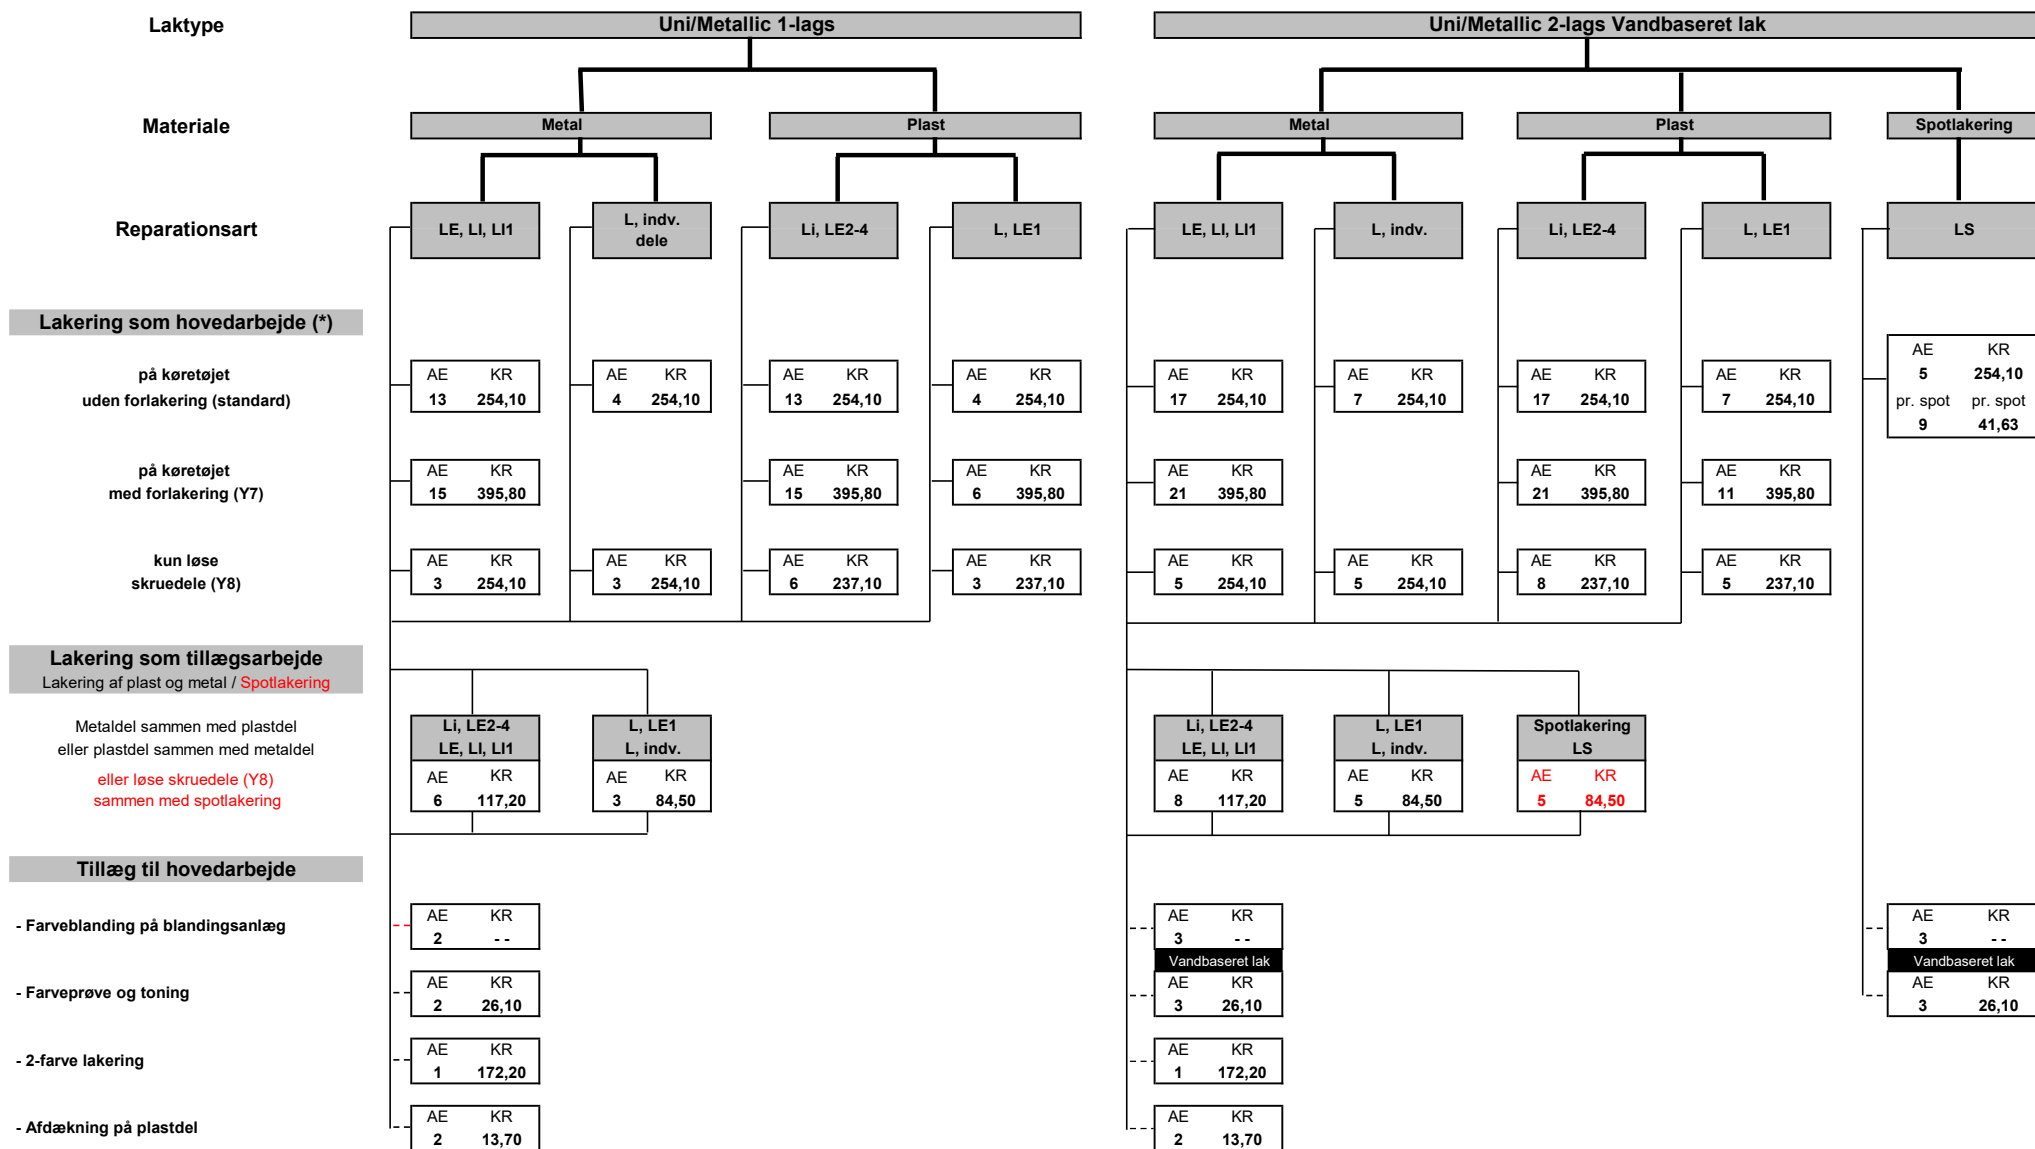 Laktype
Uni/Metallic 1-lags
Uni/Metallic 2-lags Vandbaseret lak
Materiale
Metal
Plast
Metal
Plast
Spotlakering
Reparationsart
LE, LI, LI1
L, indv.
dele
Li, LE2-4
L, LE1
LE, LI, LI1
L, indv.
Li, LE2-4
L, LE1
LS
Lakering som hovedarbejde (*)
på køretøjet
uden forlakering (standard)
AE KR
13 254,10
AE KR
4 254,10
AE KR
13 254,10
AE KR
4 254,10
AE KR
17 254,10
AE KR
7 254,10
AE KR
17 254,10
AE KR
7 254,10
AE KR
5 254,10
pr. spot pr. spot
9 41,63
på køretøjet
med forlakering (Y7)
AE KR
15 395,80
AE KR
15 395,80
AE KR
6 395,80
AE KR
21 395,80
AE KR
21 395,80
AE KR
11 395,80
kun løse
skruedele (Y8)
AE KR
3 254,10
AE KR
3 254,10
AE KR
6 237,10
AE KR
3 237,10
AE KR
5 254,10
AE KR
5 254,10
AE KR
8 237,10
AE KR
5 237,10
Lakering som tillægsarbejde
Lakering af plast og metal / Spotlakering
Metaldel sammen med plastdel
eller plastdel sammen med metaldel
eller løse skruedele (Y8)
sammen med spotlakering
Li, LE2-4
LE, LI, LI1
AE KR
6 117,20
L, LE1
L, indv.
AE KR
3 84,50
Li, LE2-4
LE, LI, LI1
AE KR
8 117,20
L, LE1
L, indv.
AE KR
5 84,50
Spotlakering
LS
AE KR
5 84,50
Tillæg til hovedarbejde
- Farveblanding på blandingsanlæg
AE KR
2 - -
AE KR
3 - -
Vandbaseret lak
AE KR
3 - -
Vandbaseret lak
- Farveprøve og toning
AE KR
2 26,10
AE KR
3 26,10
AE KR
3 26,10
- 2-farve lakering
AE KR
1 172,20
AE KR
1 172,20
- Afdækning på plastdel
AE KR
2 13,70
AE KR
2 13,70